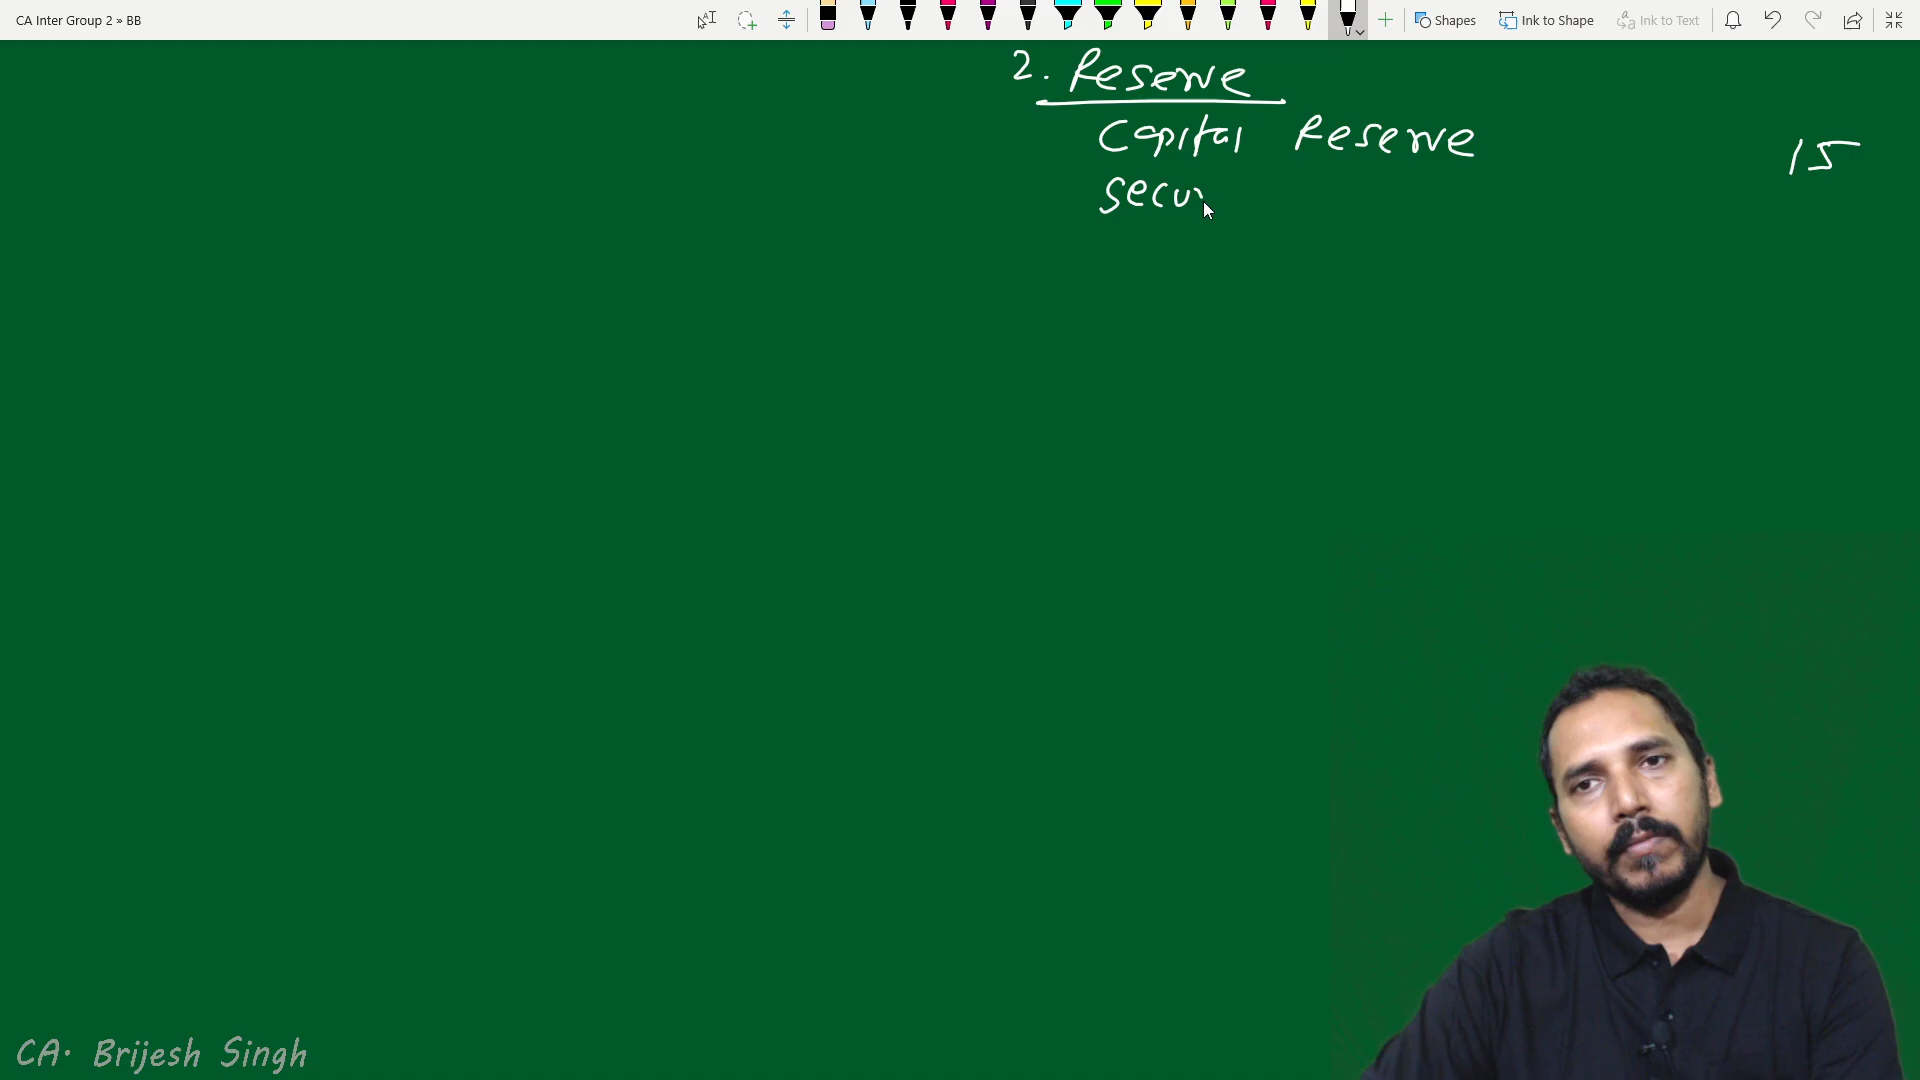 CA Inter Group 2 » BB
Shapes
Ink to Shape
Ink to Text
2. Reserve
Capital Reserve 15
secu
CA. Brijesh Singh